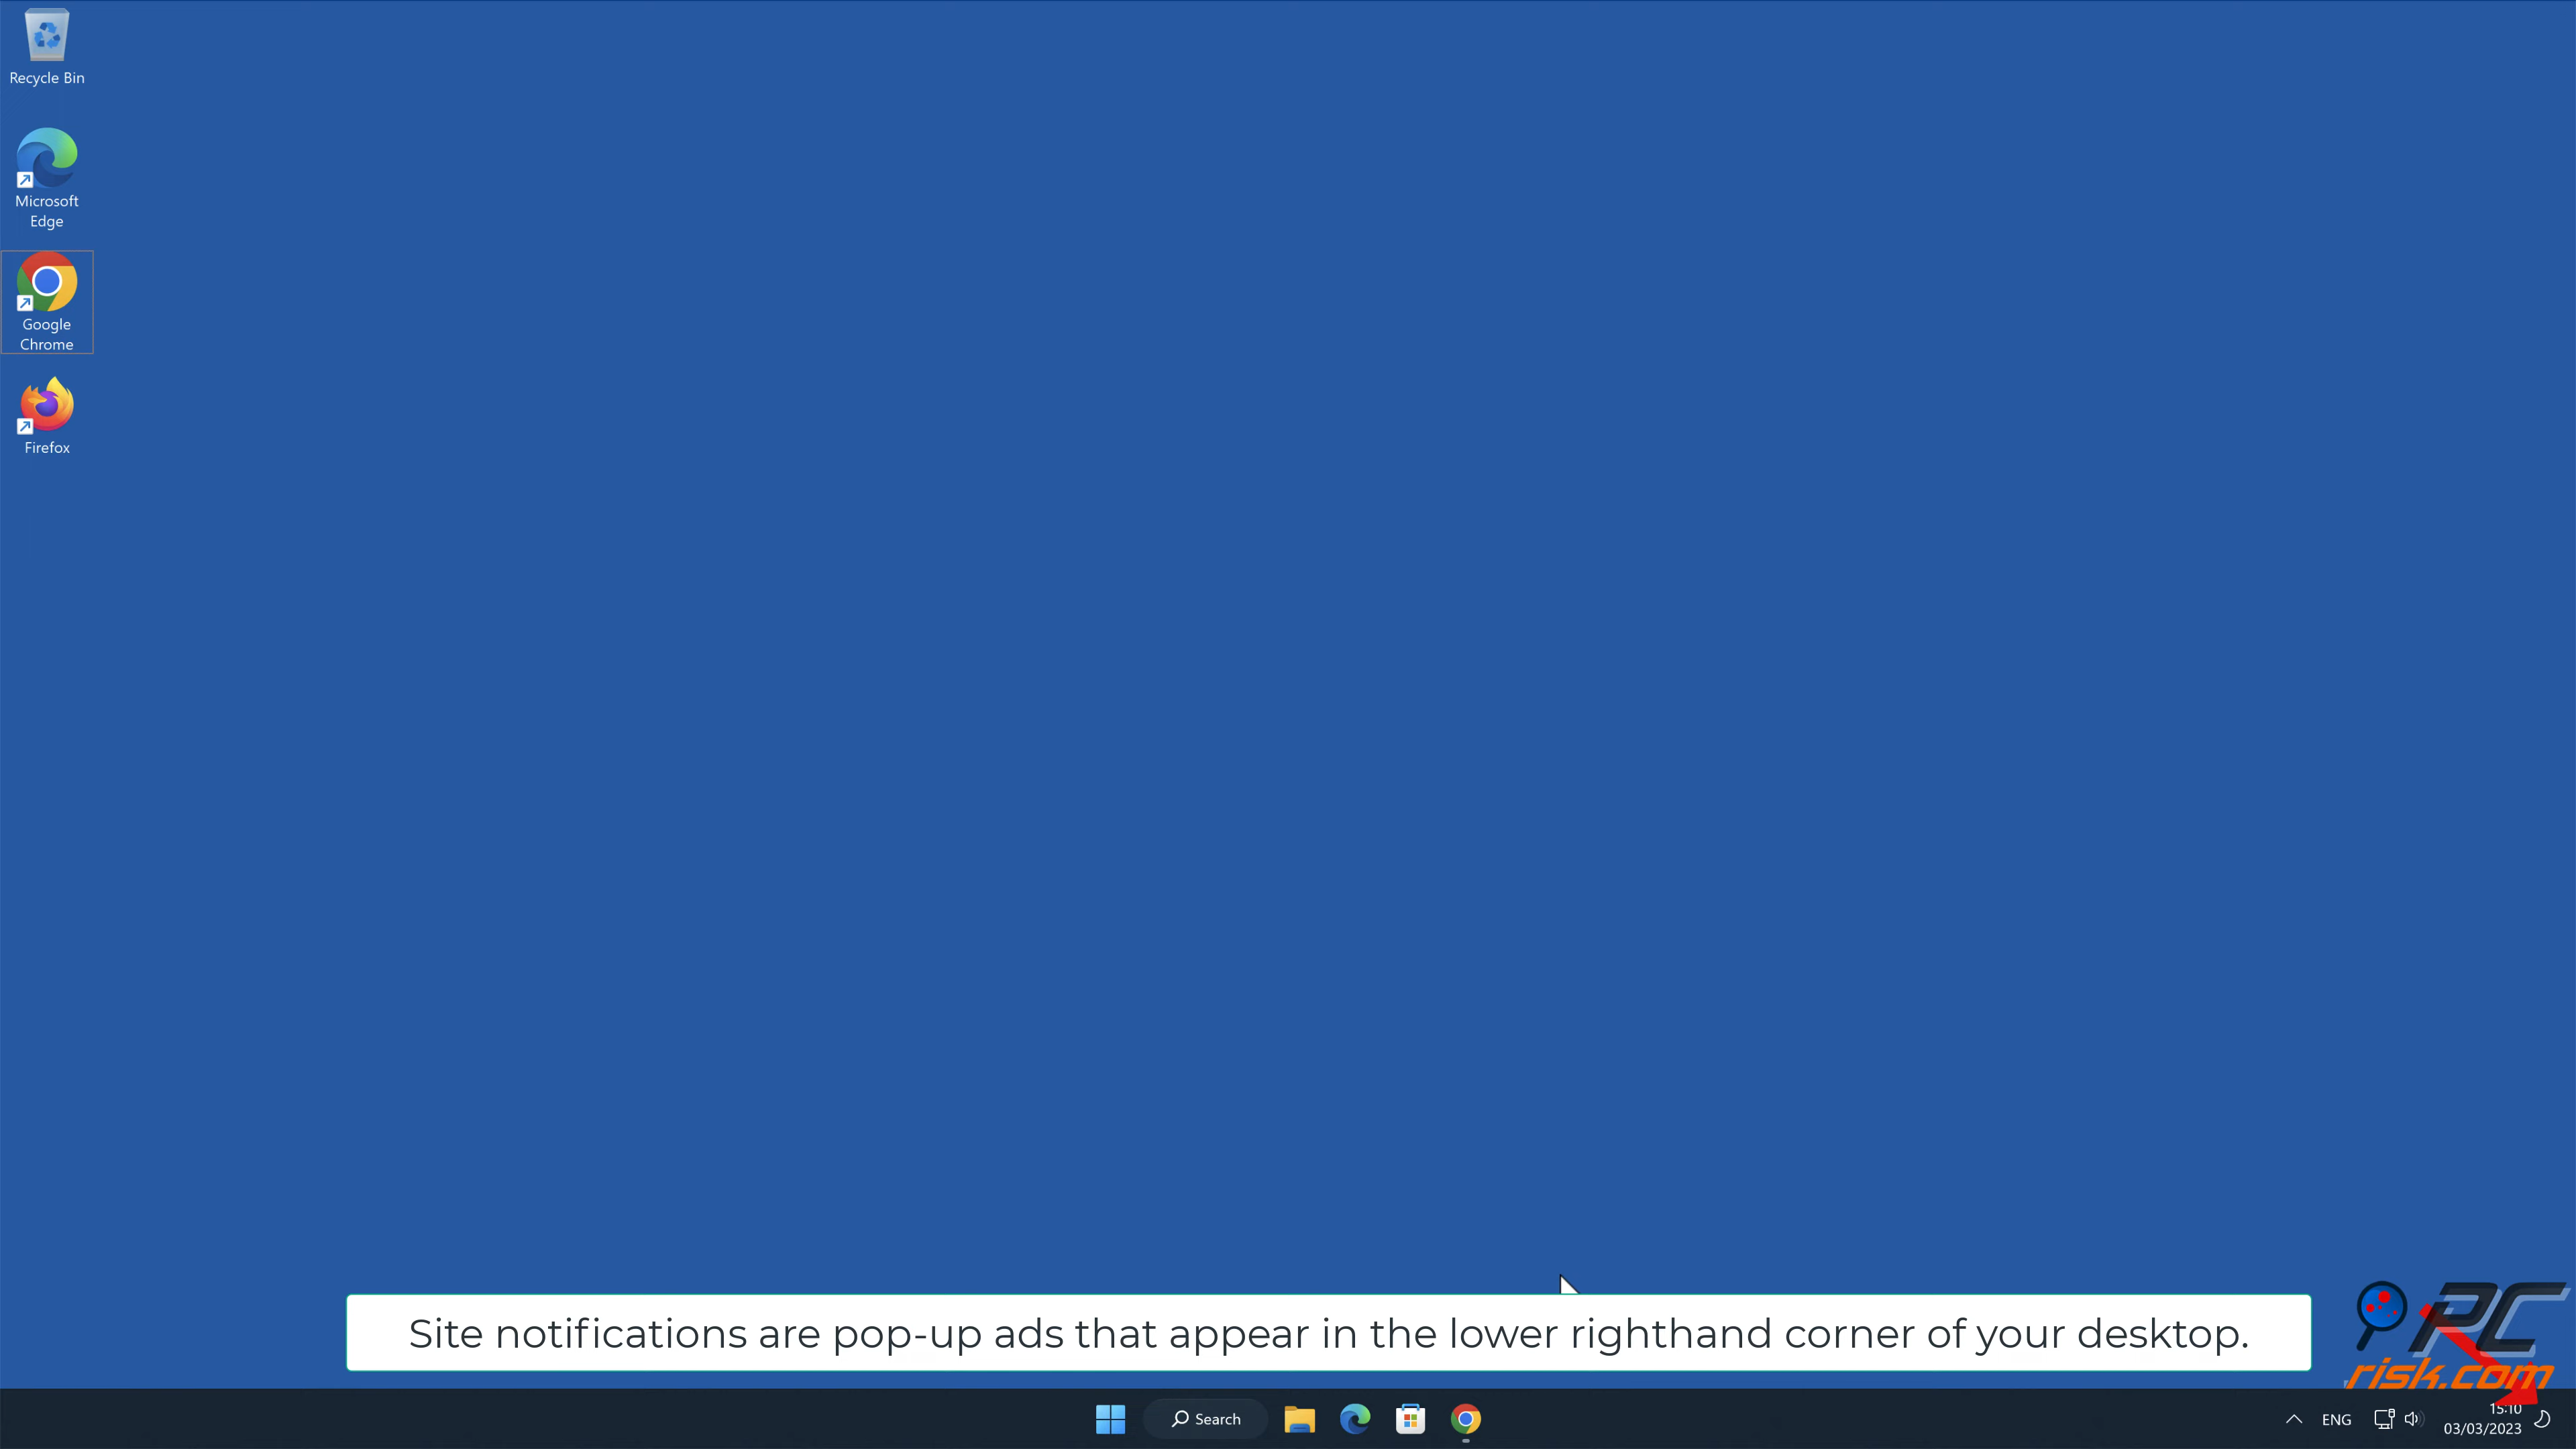 Recycle Bin
Microsoft
Edge
Google
Chrome
Firefox
Site notifications are pop-up ads that appear in the lower righthand corner of your desktop.
PC
risk.com
Search
ENG
15:10
03/03/2023